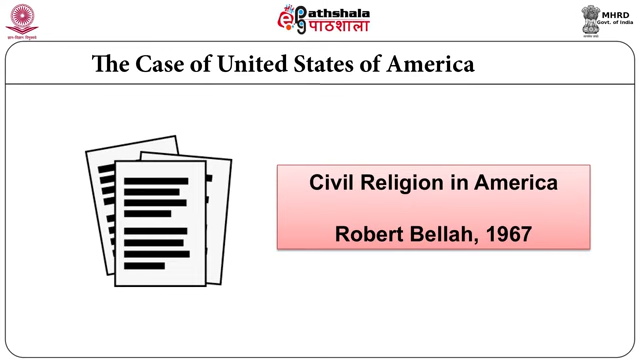 Pathshala
पाठशाला
MHRD
Govt. of India
The Case of United States of America
Civil Religion in America
Robert Bellah, 1967